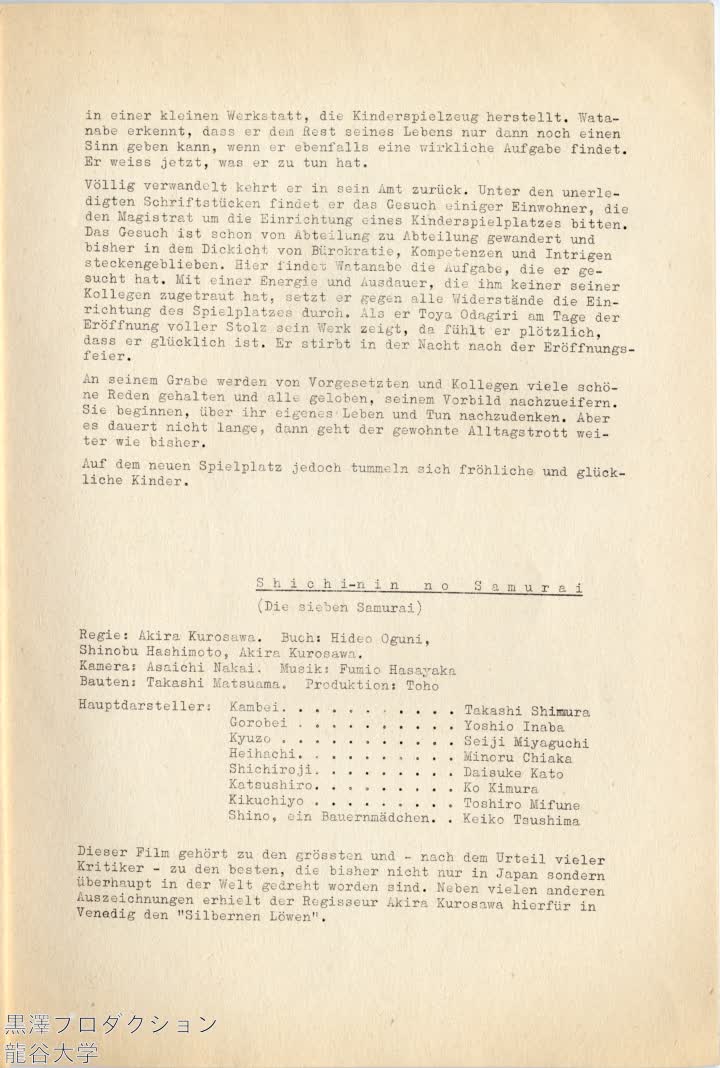 in einer kleinen Werkstatt, die Kinderspielzeug herstellt. Wata-
nabe erkennt, dass er dem Rest seines Lebens nur dann noch einen
Sinn geben kann, wenn er ebenfalls eine wirkliche Aufgabe findet.
Er weiss jetzt, was er zu tun hat.
Völlig verwandelt kehrt er in sein Amt zurück. Unter den unerle-
digten Schriftstücken findet er das Gesuch einiger Einwohner, die
den Magistrat um die Einrichtung eines Kinderspielplatzes bitten.
Das Gesuch ist schon von Abteilung zu Abteilung gewandert und
bisher in dem Dickicht von Bürokratie, Kompetenzen und Intrigen
steckengeblieben. Hier findet Watanabe die Aufgabe, die er ge-
sucht hat. Mit einer Energie und Ausdauer, die ihm keiner seiner
Kollegen zugetraut hat, setzt er gegen alle Widerstände die Ein-
richtung des Spielplatzes durch. Als er Toya Odagiri am Tage der
Eröffnung voller Stolz sein Werk zeigt, da fühlt er plötzlich,
dass er glücklich ist. Er stirbt in der Nacht nach der Eröffnungs-
feier.
An seinem Grabe werden von Vorgesetzten und Kollegen viele schö-
ne Reden gehalten und alle geloben, seinem Vorbild nachzueifern.
Sie beginnen, über ihr eigenes Leben und Tun nachzudenken. Aber
es dauert nicht lange, dann geht der gewohnte Alltagstrott wei-
ter wie bisher.
Auf dem neuen Spielplatz jedoch tummeln sich fröhliche und glück-
liche Kinder.
Shichi-nin no Samurai
(Die sieben Samurai)
Regie: Akira Kurosawa. Buch: Hideo Oguni,
Shinobu Hashimoto, Akira Kurosawa.
Kamera: Asaichi Nakai. Musik: Fumio Hasayaka
Bauten: Takashi Matsuama. Produktion: Toho
Hauptdarsteller: Kambei. . . . . . . . . . . Takashi Shimura
Gorobei . . . . . . . . . . Yoshio Inaba
Kyuzo . . . . . . . . . . . Seiji Miyaguchi
Heihachi. . . . . . . . . . Minoru Chiaka
Shichiroji. . . . . . . . . Daisuke Kato
Katsushiro. . . . . . . . . Ko Kimura
Kikuchiyo . . . . . . . . . Toshiro Mifune
Shino, ein Bauernmädchen. . Keiko Tsushima
Dieser Film gehört zu den grössten und - nach dem Urteil vieler
Kritiker - zu den besten, die bisher nicht nur in Japan sondern
überhaupt in der Welt gedreht worden sind. Neben vielen anderen
Auszeichnungen erhielt der Regisseur Akira Kurosawa hierfür in
Venedig den "Silbernen Löwen".
黒澤プロダクション
龍谷大学